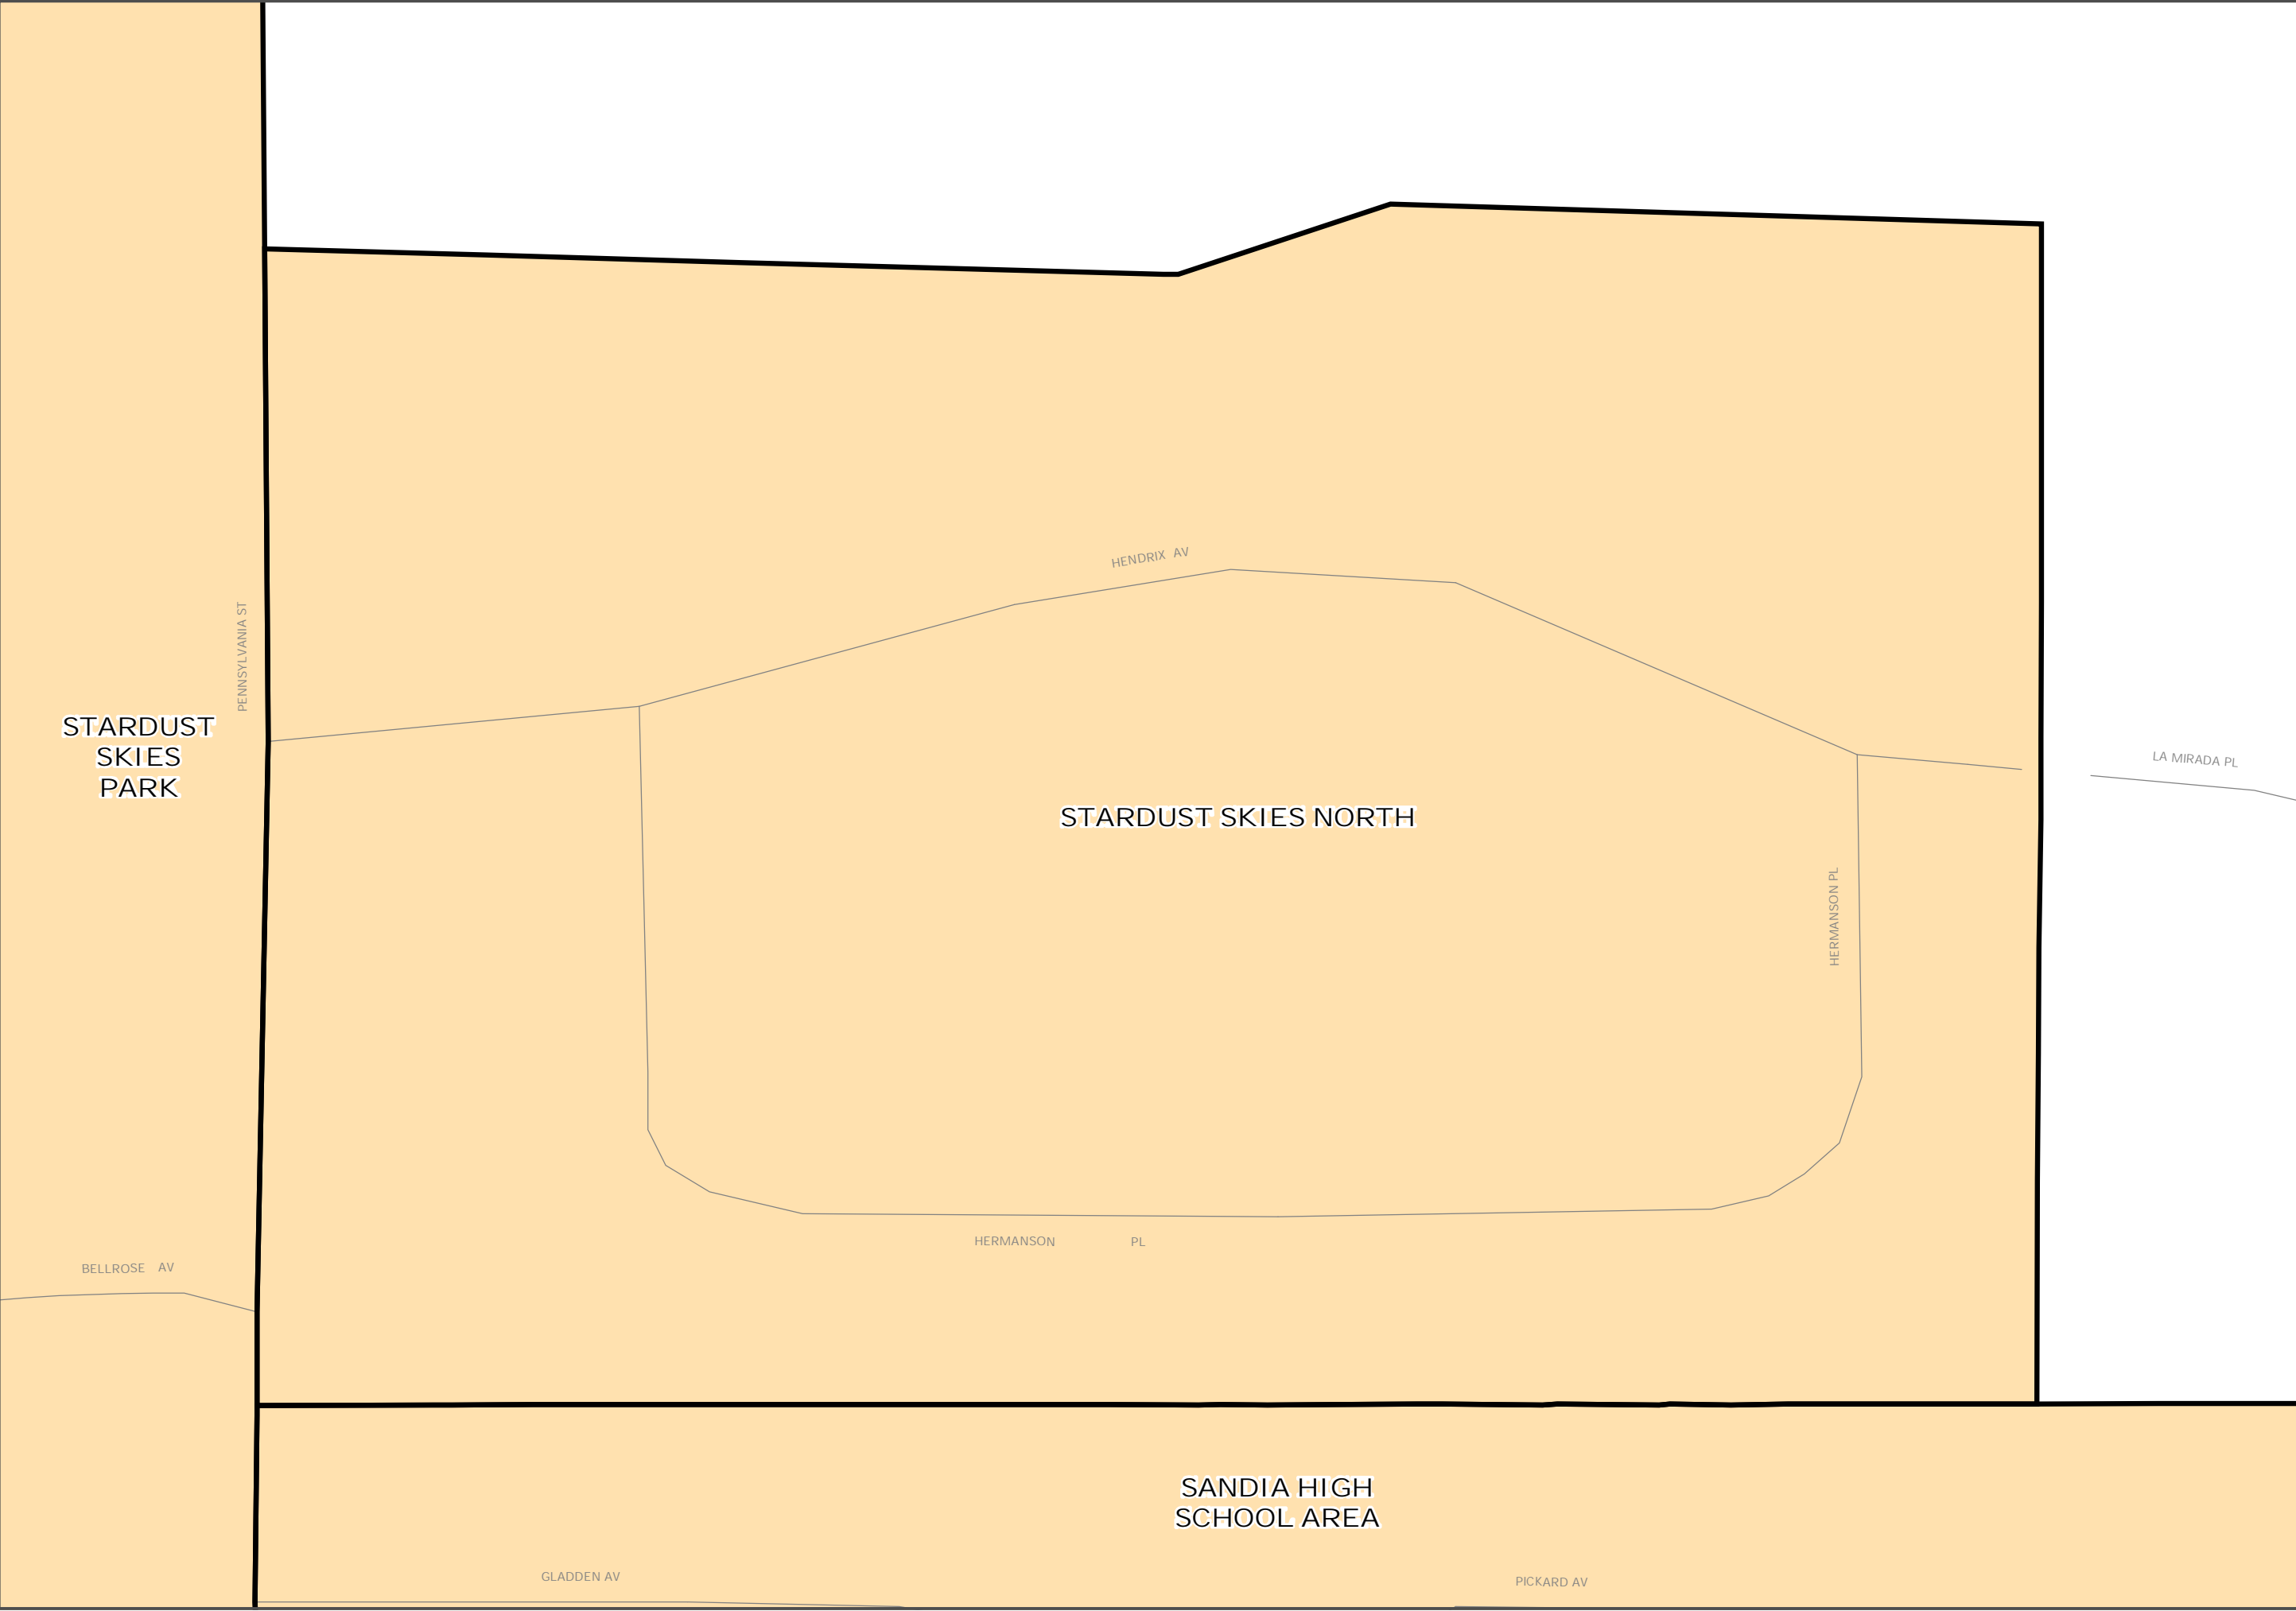 HENDRIX AV
PENNSYLVANIA ST
STARDUST
SKIES
PARK
LA MIRADA PL
STARDUST SKIES NORTH
HERMANSON PL
HERMANSON PL
BELLROSE AV
SANDIA HIGH
SCHOOL AREA
GLADDEN AV
PICKARD AV